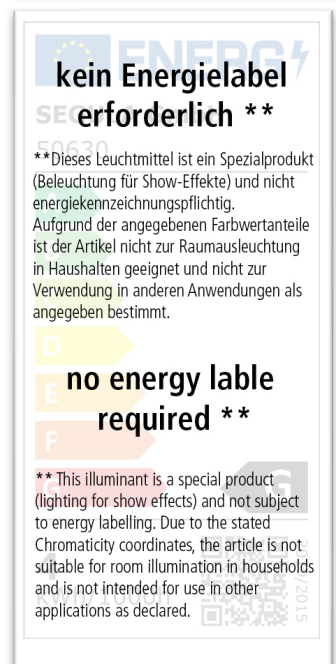 ENERG
kein Energielabel
erforderlich **
50630
**Dieses Leuchtmittel ist ein Spezialprodukt
(Beleuchtung für Show-Effekte) und nicht
energiekennzeichnungspflichtig.
Aufgrund der angegebenen Farbwertanteile
ist der Artikel nicht zur Raumausleuchtung
in Haushalten geeignet und nicht zur
Verwendung in anderen Anwendungen als
angegeben bestimmt.
D
E
F
G
no energy lable
required **
** This illuminant is a special product
(lighting for show effects) and not subject
to energy labelling. Due to the stated
Chromaticity coordinates, the article is not
suitable for room illumination in households
and is not intended for use in other
applications as declared.
G
kWh/1000h